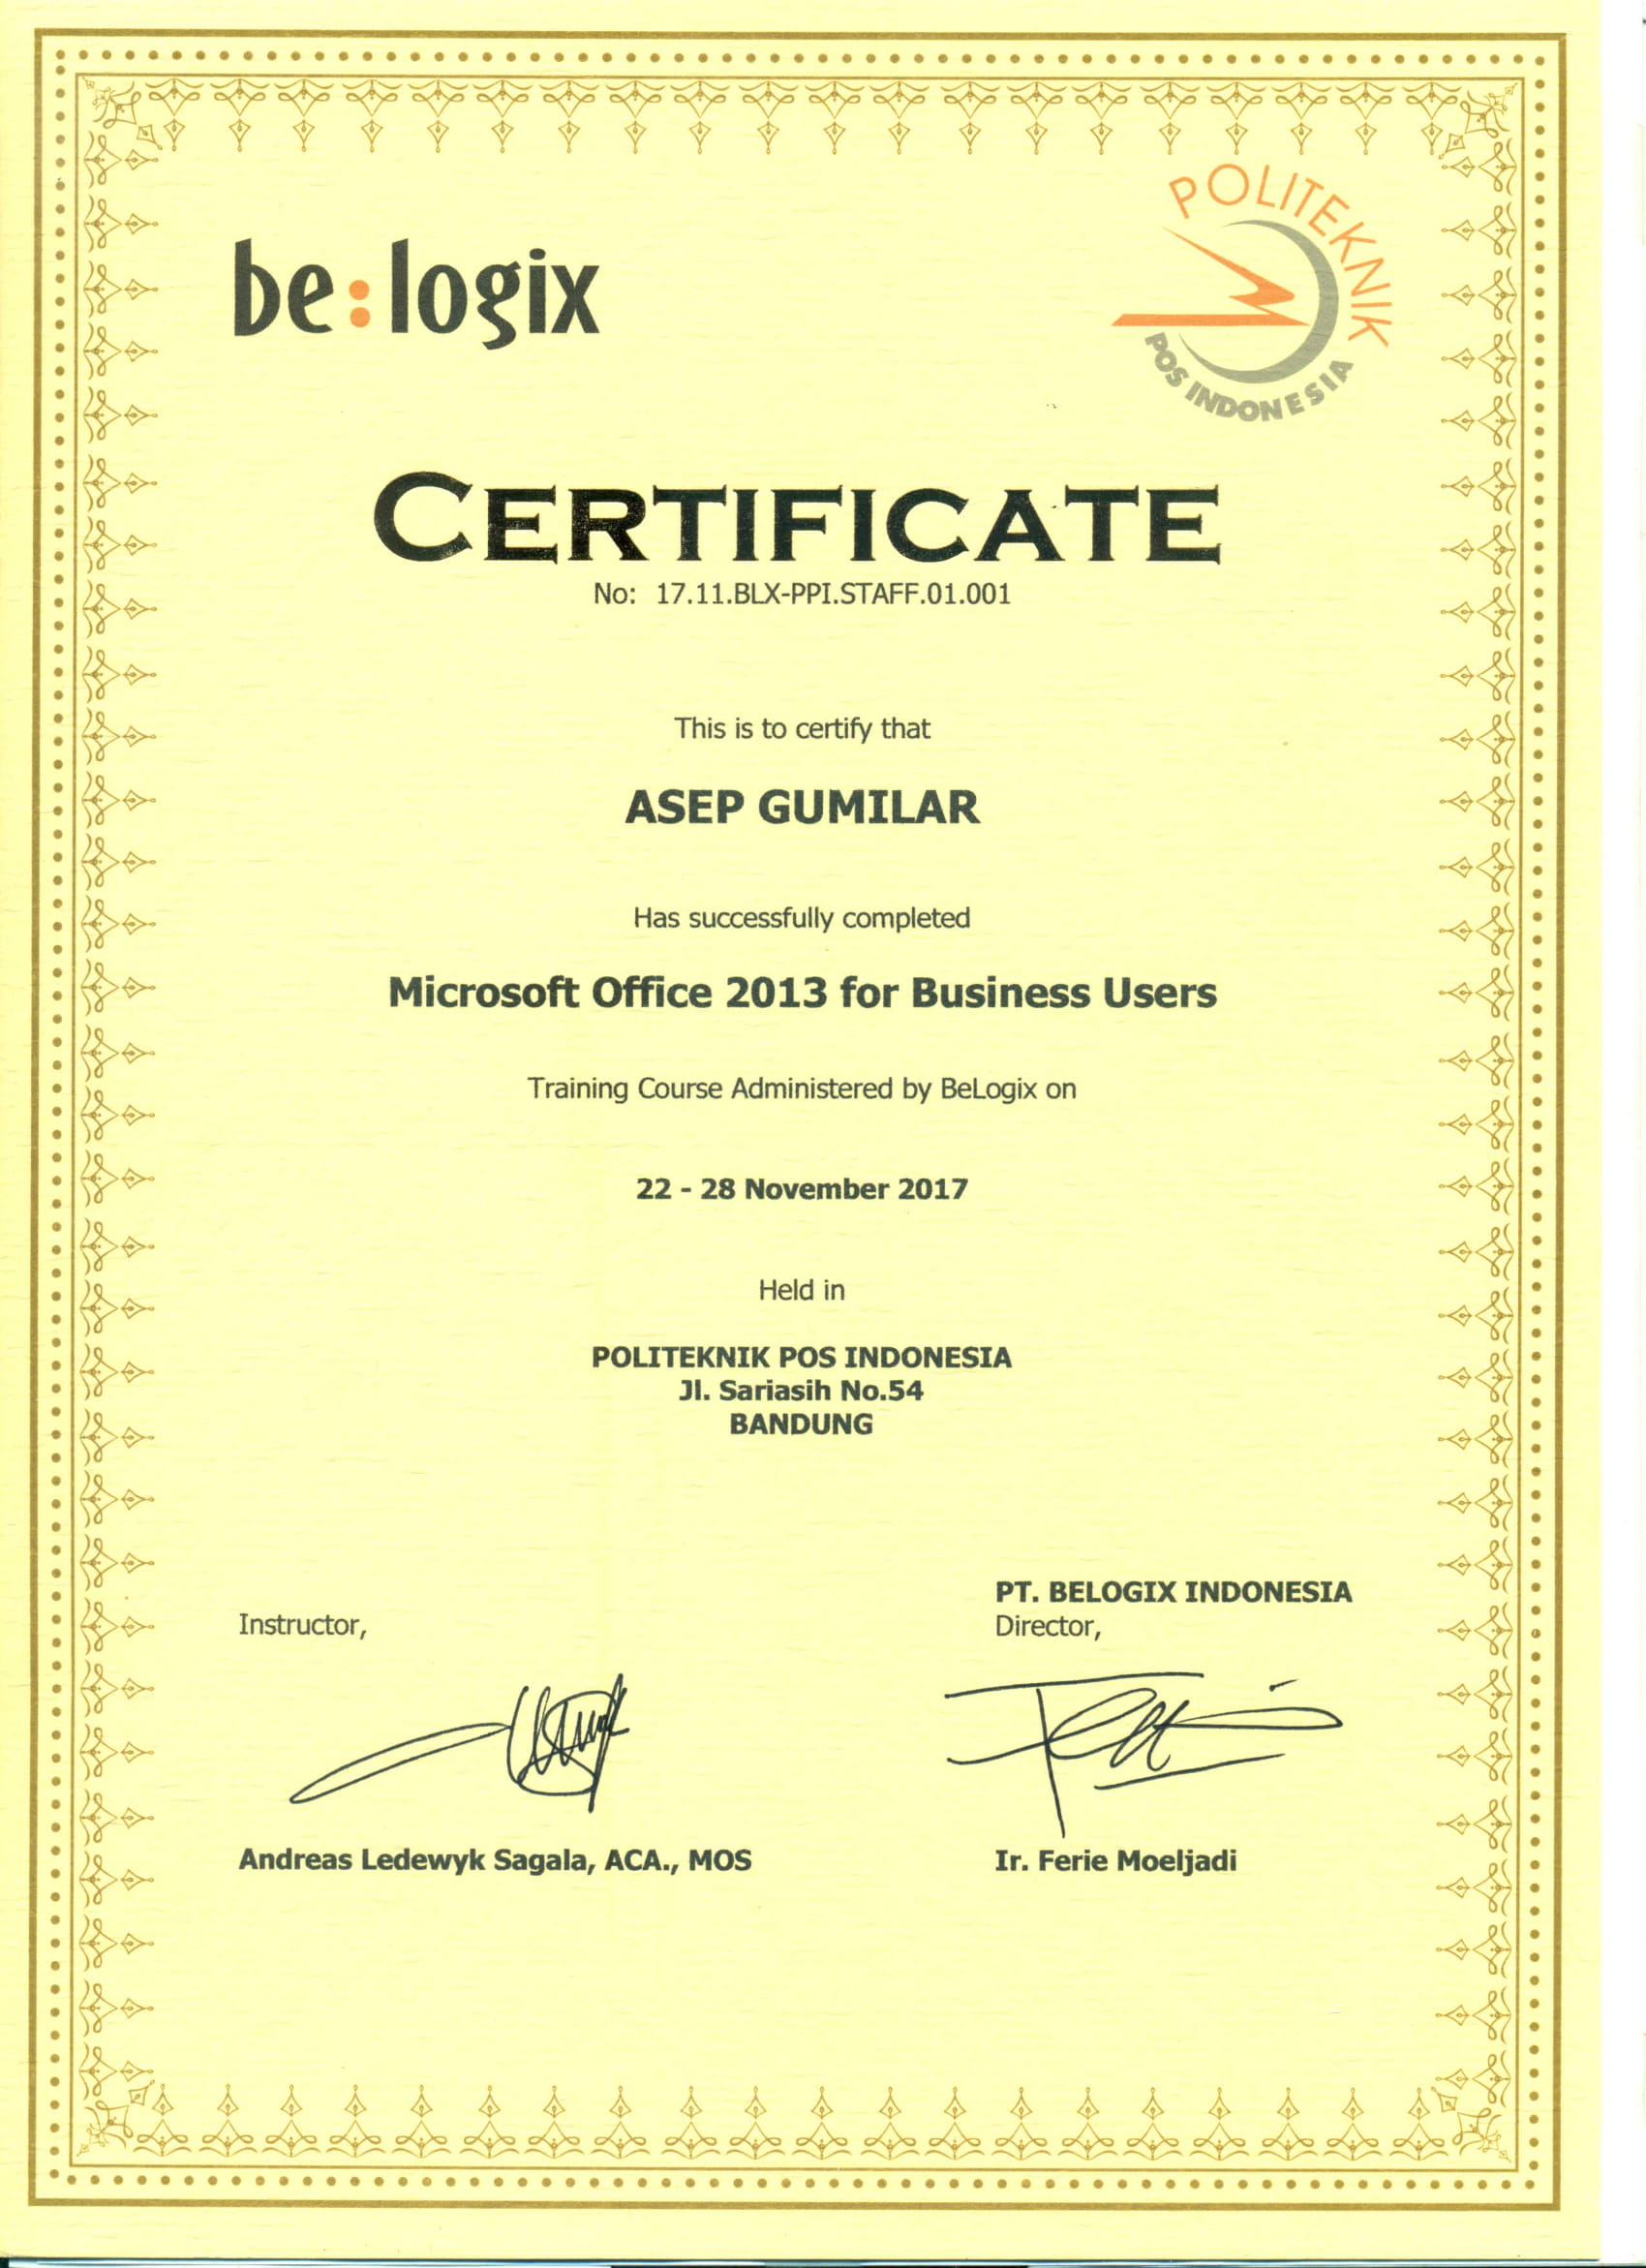 be:logix
POLITEKNIK
POS INDONESIA
CERTIFICATE
No: 17.11.BLX-PPI.STAFF.01.001
This is to certify that
ASEP GUMILAR
Has successfully completed
Microsoft Office 2013 for Business Users
Training Course Administered by BeLogix on
22 - 28 November 2017
Held in
POLITEKNIK POS INDONESIA
Jl. Sariasih No.54
BANDUNG
PT. BELOGIX INDONESIA
Instructor,
Director,
Andreas Ledewyk Sagala, ACA., MOS
Ir. Ferie Moeljadi